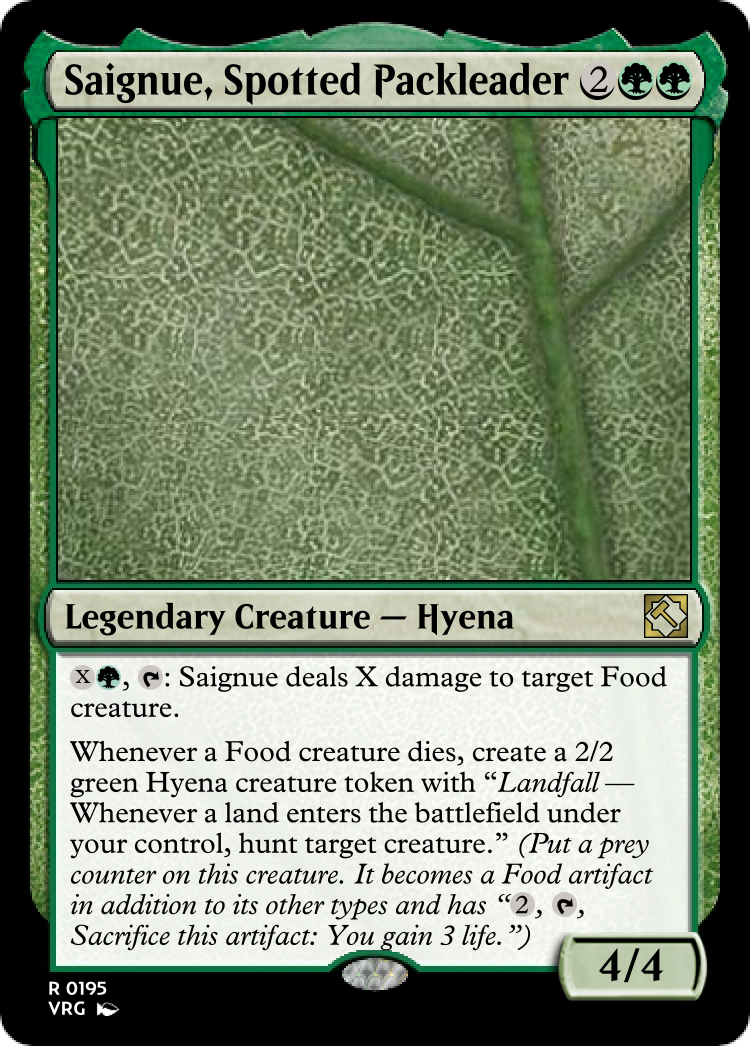 Saignue, Spotted Packleader 2
Legendary Creature — Hyena
X, : Saignue deals X damage to target Food
creature.
Whenever a Food creature dies, create a 2/2
green Hyena creature token with “Landfall —
Whenever a land enters the battlefield under
your control, hunt target creature.” (Put a prey
counter on this creature. It becomes a Food artifact
in addition to its other types and has “2, ,
Sacrifice this artifact: You gain 3 life.”)
4/4
R 0195
VRG